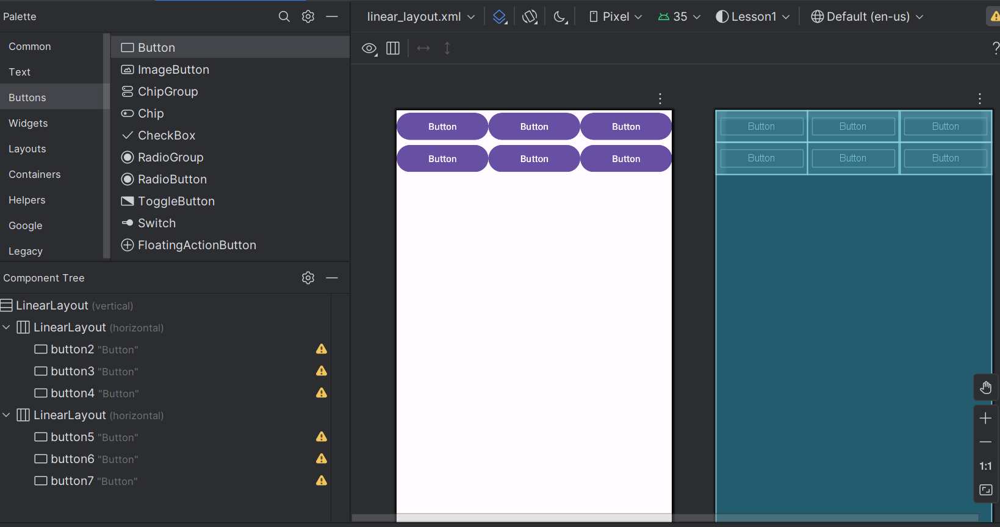 Palette
linear_layout.xml
Pixel
35
Lesson1
Default (en-us)
Common
Text
Buttons
Widgets
Layouts
Containers
Helpers
Google
Legacy
Button
ImageButton
ChipGroup
Chip
CheckBox
RadioGroup
RadioButton
ToggleButton
Switch
FloatingActionButton
?
Component Tree
LinearLayout (vertical)
LinearLayout (horizontal)
button2 "Button"
button3 "Button"
button4 "Button"
LinearLayout (horizontal)
button5 "Button"
button6 "Button"
button7 "Button"
Button Button Button
Button Button Button
Button Button Button
Button Button Button
1:1